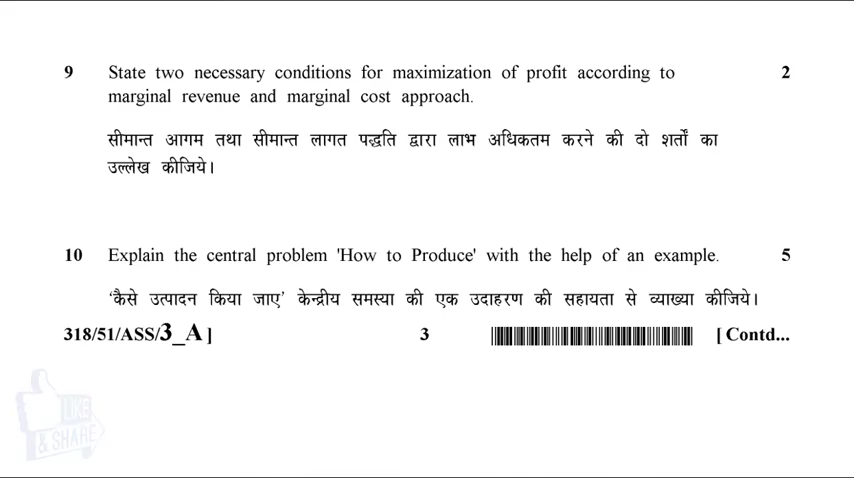 9 State two necessary conditions for maximization of profit according to 2
marginal revenue and marginal cost approach.
सीमान्त आगम तथा सीमान्त लागत पद्धति द्वारा लाभ अधिकतम करने की दो शर्तों का
उल्लेख कीजिये।
10 Explain the central problem 'How to Produce' with the help of an example. 5
‘कैसे उत्पादन किया जाए’ केन्द्रीय समस्या की एक उदाहरण की सहायता से व्याख्या कीजिये।
318/51/ASS/3_A ] 3 [ Contd...
LIKE
& SHARE